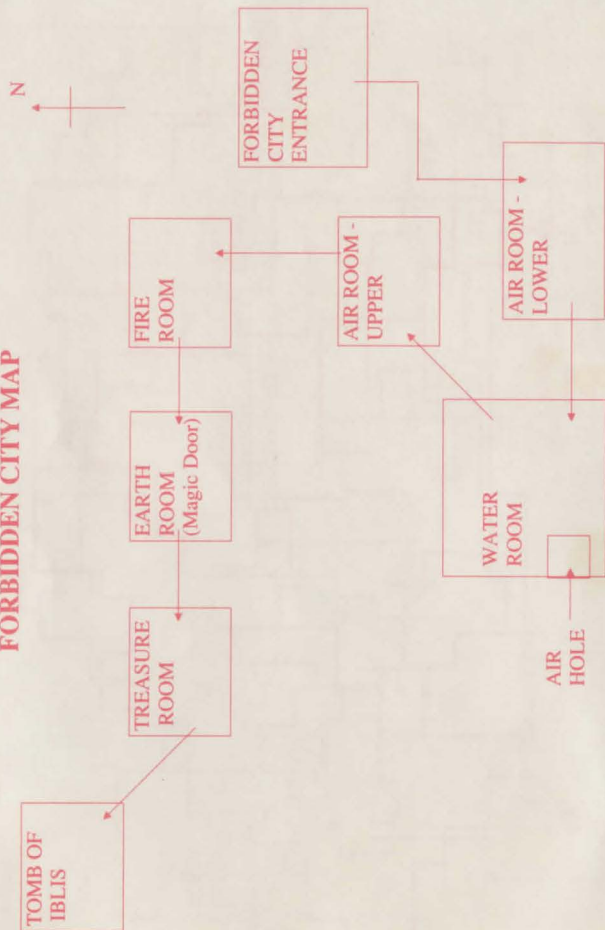 FORBIDDEN CITY MAP
N
FORBIDDEN
CITY
ENTRANCE
AIR ROOM -
LOWER
WATER
ROOM
AIR
HOLE
AIR ROOM -
UPPER
FIRE
ROOM
EARTH
ROOM
(Magic Door)
TREASURE
ROOM
TOMB OF
IBLIS